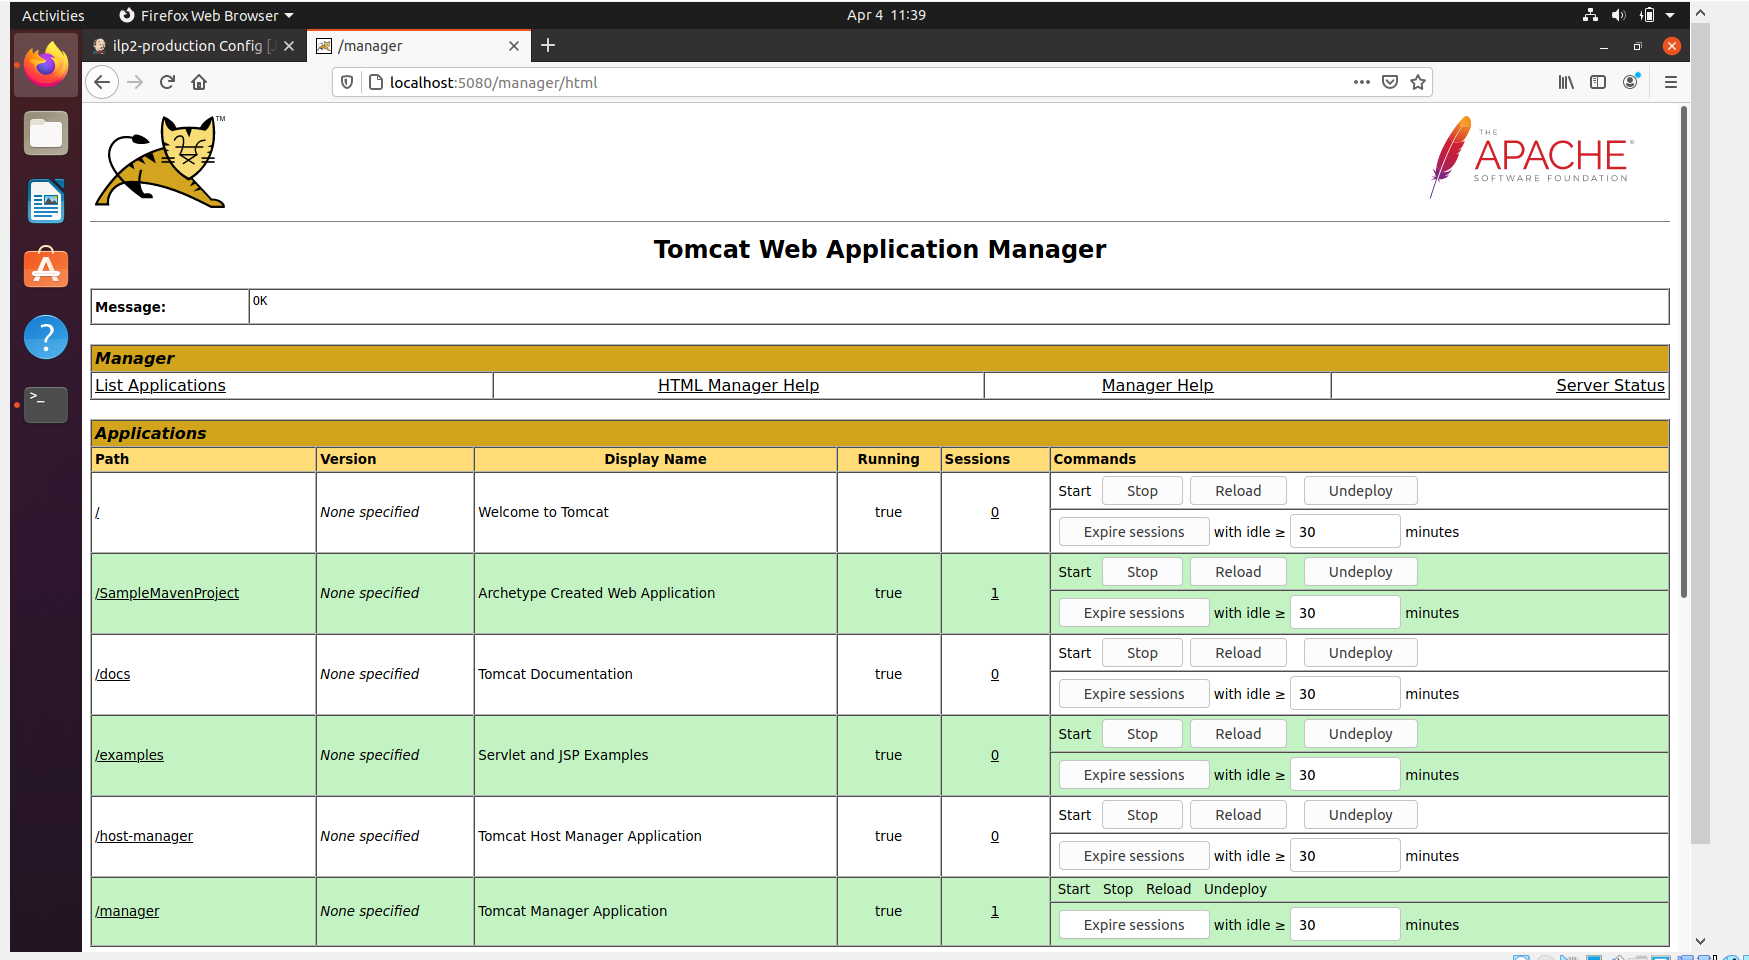 Activities
Firefox Web Browser
Apr 4 11:39
ilp2-production Config [
/manager
localhost:5080/manager/html
TM
THE
APACHE®
SOFTWARE FOUNDATION
Tomcat Web Application Manager
Message:
OK
Manager
List Applications
HTML Manager Help
Manager Help
Server Status
Applications
Path Version Display Name Running Sessions Commands
/ None specified Welcome to Tomcat true 0 Start Stop Reload Undeploy
Expire sessions with idle ≥ 30 minutes
/SampleMavenProject None specified Archetype Created Web Application true 1 Start Stop Reload Undeploy
Expire sessions with idle ≥ 30 minutes
/docs None specified Tomcat Documentation true 0 Start Stop Reload Undeploy
Expire sessions with idle ≥ 30 minutes
/examples None specified Servlet and JSP Examples true 0 Start Stop Reload Undeploy
Expire sessions with idle ≥ 30 minutes
/host-manager None specified Tomcat Host Manager Application true 0 Start Stop Reload Undeploy
Expire sessions with idle ≥ 30 minutes
/manager None specified Tomcat Manager Application true 1 Start Stop Reload Undeploy
Expire sessions with idle ≥ 30 minutes